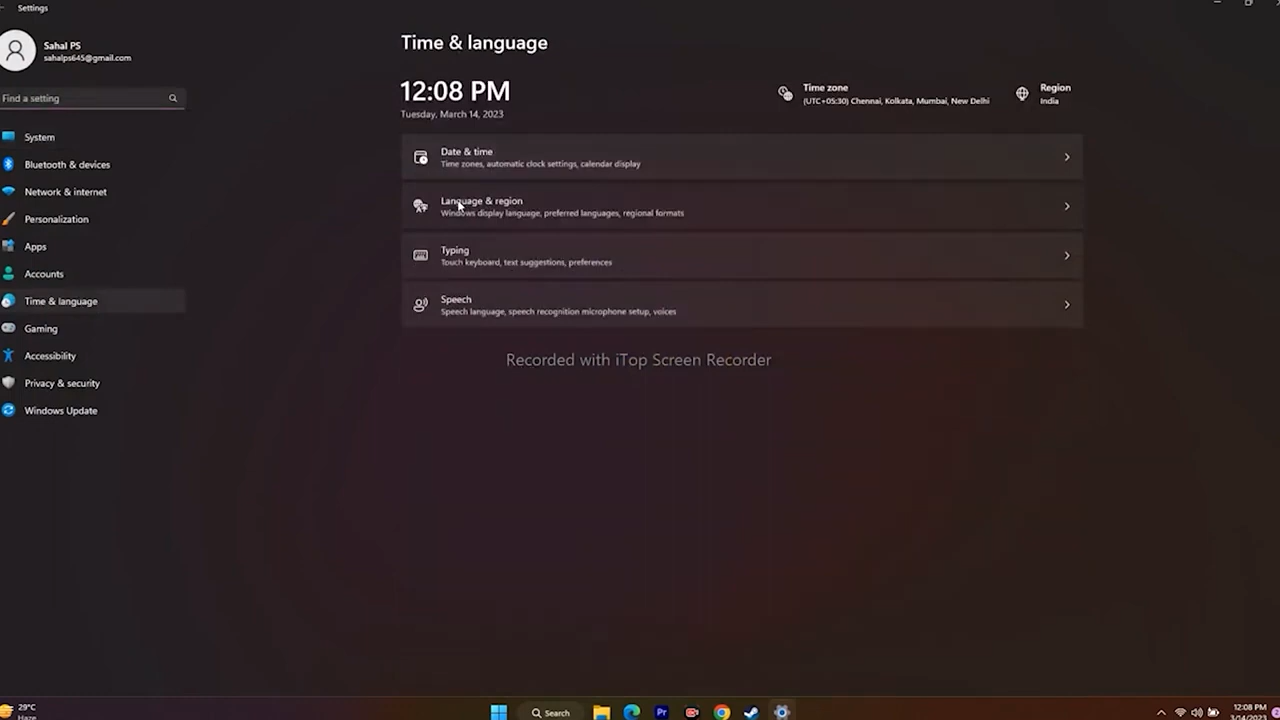 Settings
Sahal PS
sahalps645@gmail.com
Find a setting
System
Bluetooth & devices
Network & internet
Personalization
Apps
Accounts
Time & language
Gaming
Accessibility
Privacy & security
Windows Update
Time & language
12:08 PM
Tuesday, March 14, 2023
Time zone
(UTC+05:30) Chennai, Kolkata, Mumbai, New Delhi
Region
India
Date & time
Time zones, automatic clock settings, calendar display
Language & region
Windows display language, preferred languages, regional formats
Typing
Touch keyboard, text suggestions, preferences
Speech
Speech language, speech recognition microphone setup, voices
Recorded with iTop Screen Recorder
29°C
Haze
Search
Pr
12:08 PM
3/14/2023